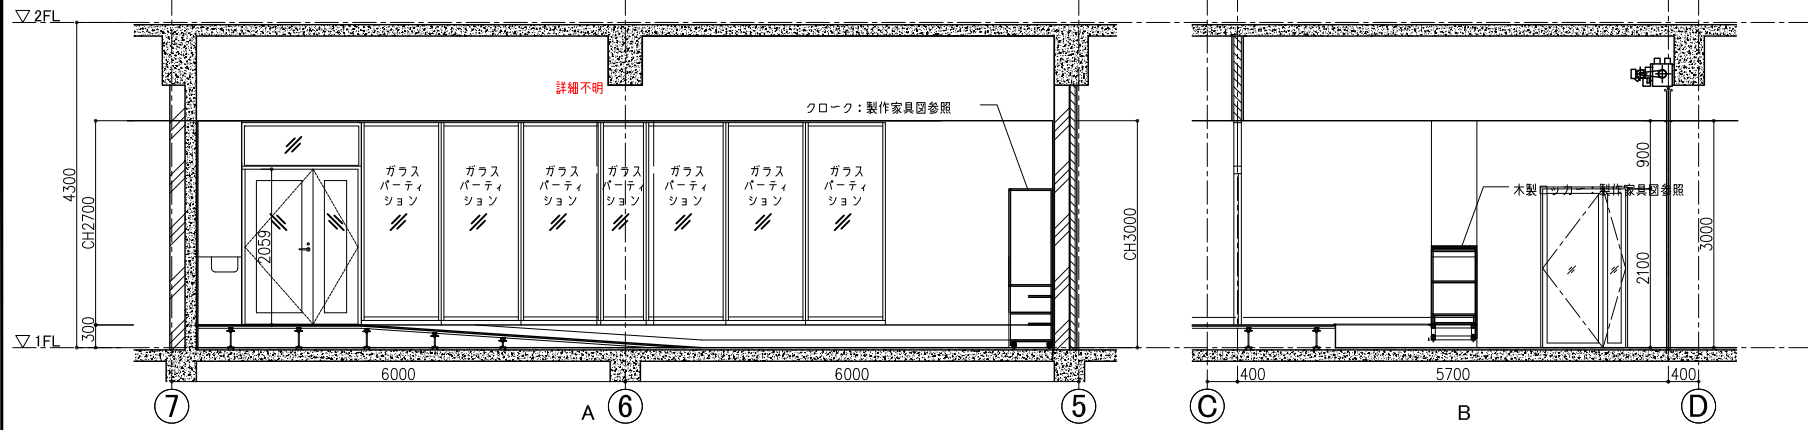 ▽2FL
詳細不明
クローク：製作家具図参照
ガラス
パーティ
ション
ガラス
パーティ
ション
ガラス
パーティ
ション
ガラス
パーティ
ション
ガラス
パーティ
ション
ガラス
パーティ
ション
ガラス
パーティ
ション
4300
CH2700
300
2059
CH3000
▽1FL
6000
6000
⑦
A
⑥
⑤
木製ロッカー：製作家具図参照
900
2100
3000
400
5700
400
Ⓒ
B
Ⓓ